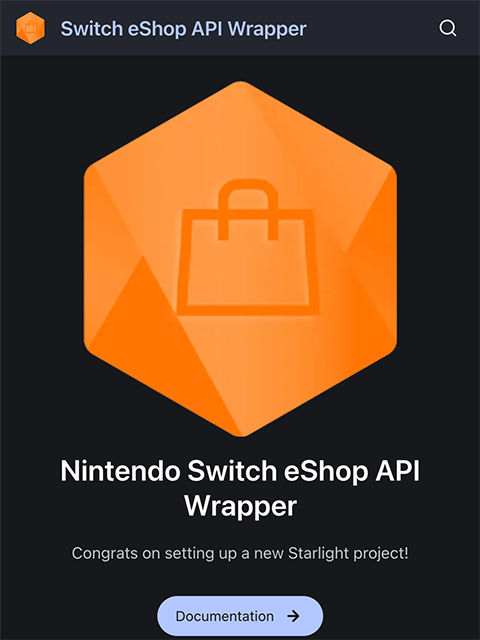 Switch eShop API Wrapper
Nintendo Switch eShop API
Wrapper
Congrats on setting up a new Starlight project!
Documentation